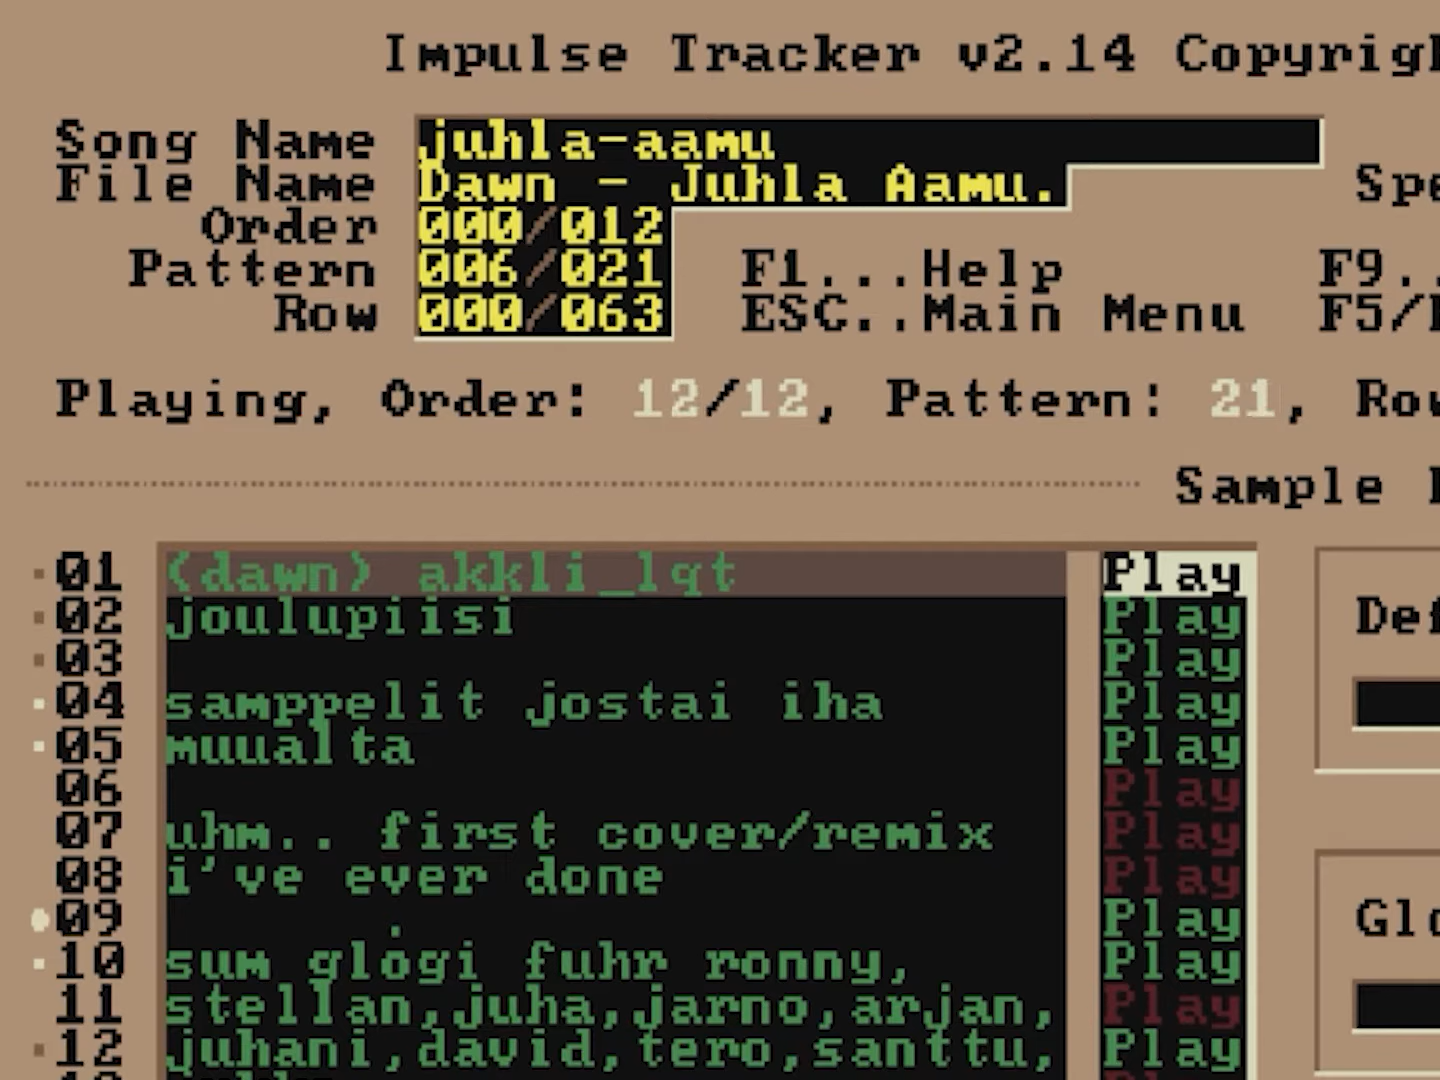 Impulse Tracker v2.14 Copyrigh
Song Name juhla-aamu
File Name Dawn - Juhla Aamu. Spe
Order 000/012
Pattern 006/021 F1...Help F9..
Row 000/063 ESC..Main Menu F5/
Playing, Order: 12/12, Pattern: 21, Row
Sample
01 (dawn) akkli_lqt Play
02 joulupiisi Play Def
03 Play
04 samppelit jostai iha Play
05 muualta Play
06 Play
07 uhm.. first cover/remix Play
08 i've ever done Play
09 . Play Glo
10 sum glögi fuhr ronny, Play
11 stellan,juha,jarno,arjan, Play
12 juhani,david,tero,santtu, Play